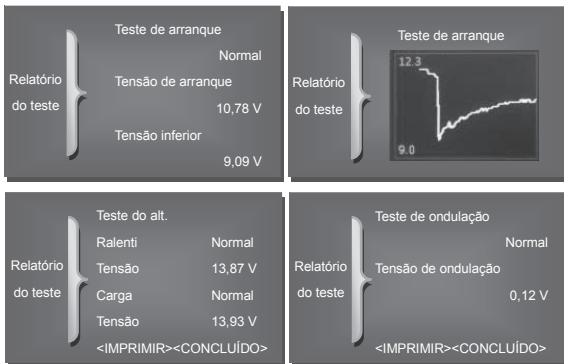 Relatório
do teste
Teste de arranque
Normal
Tensão de arranque
10,78 V
Tensão inferior
9,09 V
Relatório
do teste
Teste de arranque
12.3
9.0
Relatório
do teste
Teste do alt.
Ralenti Normal
Tensão 13,87 V
Carga Normal
Tensão 13,93 V
<IMPRIMIR><CONCLUÍDO>
Relatório
do teste
Teste de ondulação
Normal
Tensão de ondulação
0,12 V
<IMPRIMIR><CONCLUÍDO>